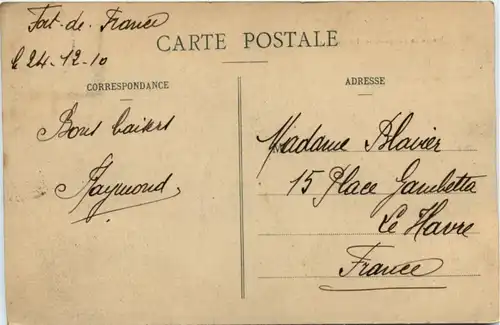 Fort-de-France
le 24-12-10
CARTE POSTALE
CORRESPONDANCE
Bons baisers
Raymond
ADRESSE
Madame Blavier
15 Place Gambetta
Le Havre
France